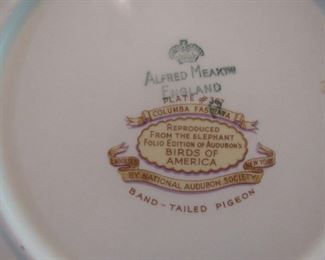 ALFRED MEAKIN
ENGLAND
PLATE #
COLUMBA FASCIATA
REPRODUCED
FROM THE ELEPHANT
FOLIO EDITION OF AUDUBON'S
BIRDS OF
AMERICA
NEW YORK
BY NATIONAL AUDUBON SOCIETY
BAND-TAILED PIGEON